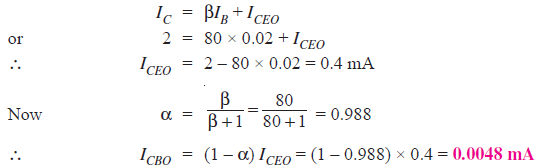 I_C = βI_B + I_CEO
or 2 = 80 × 0.02 + I_CEO
∴ I_CEO = 2 – 80 × 0.02 = 0.4 mA
Now α = β/(β+1) = 80/(80+1) = 0.988
∴ I_CBO = (1 – α) I_CEO = (1 – 0.988) × 0.4 = 0.0048 mA